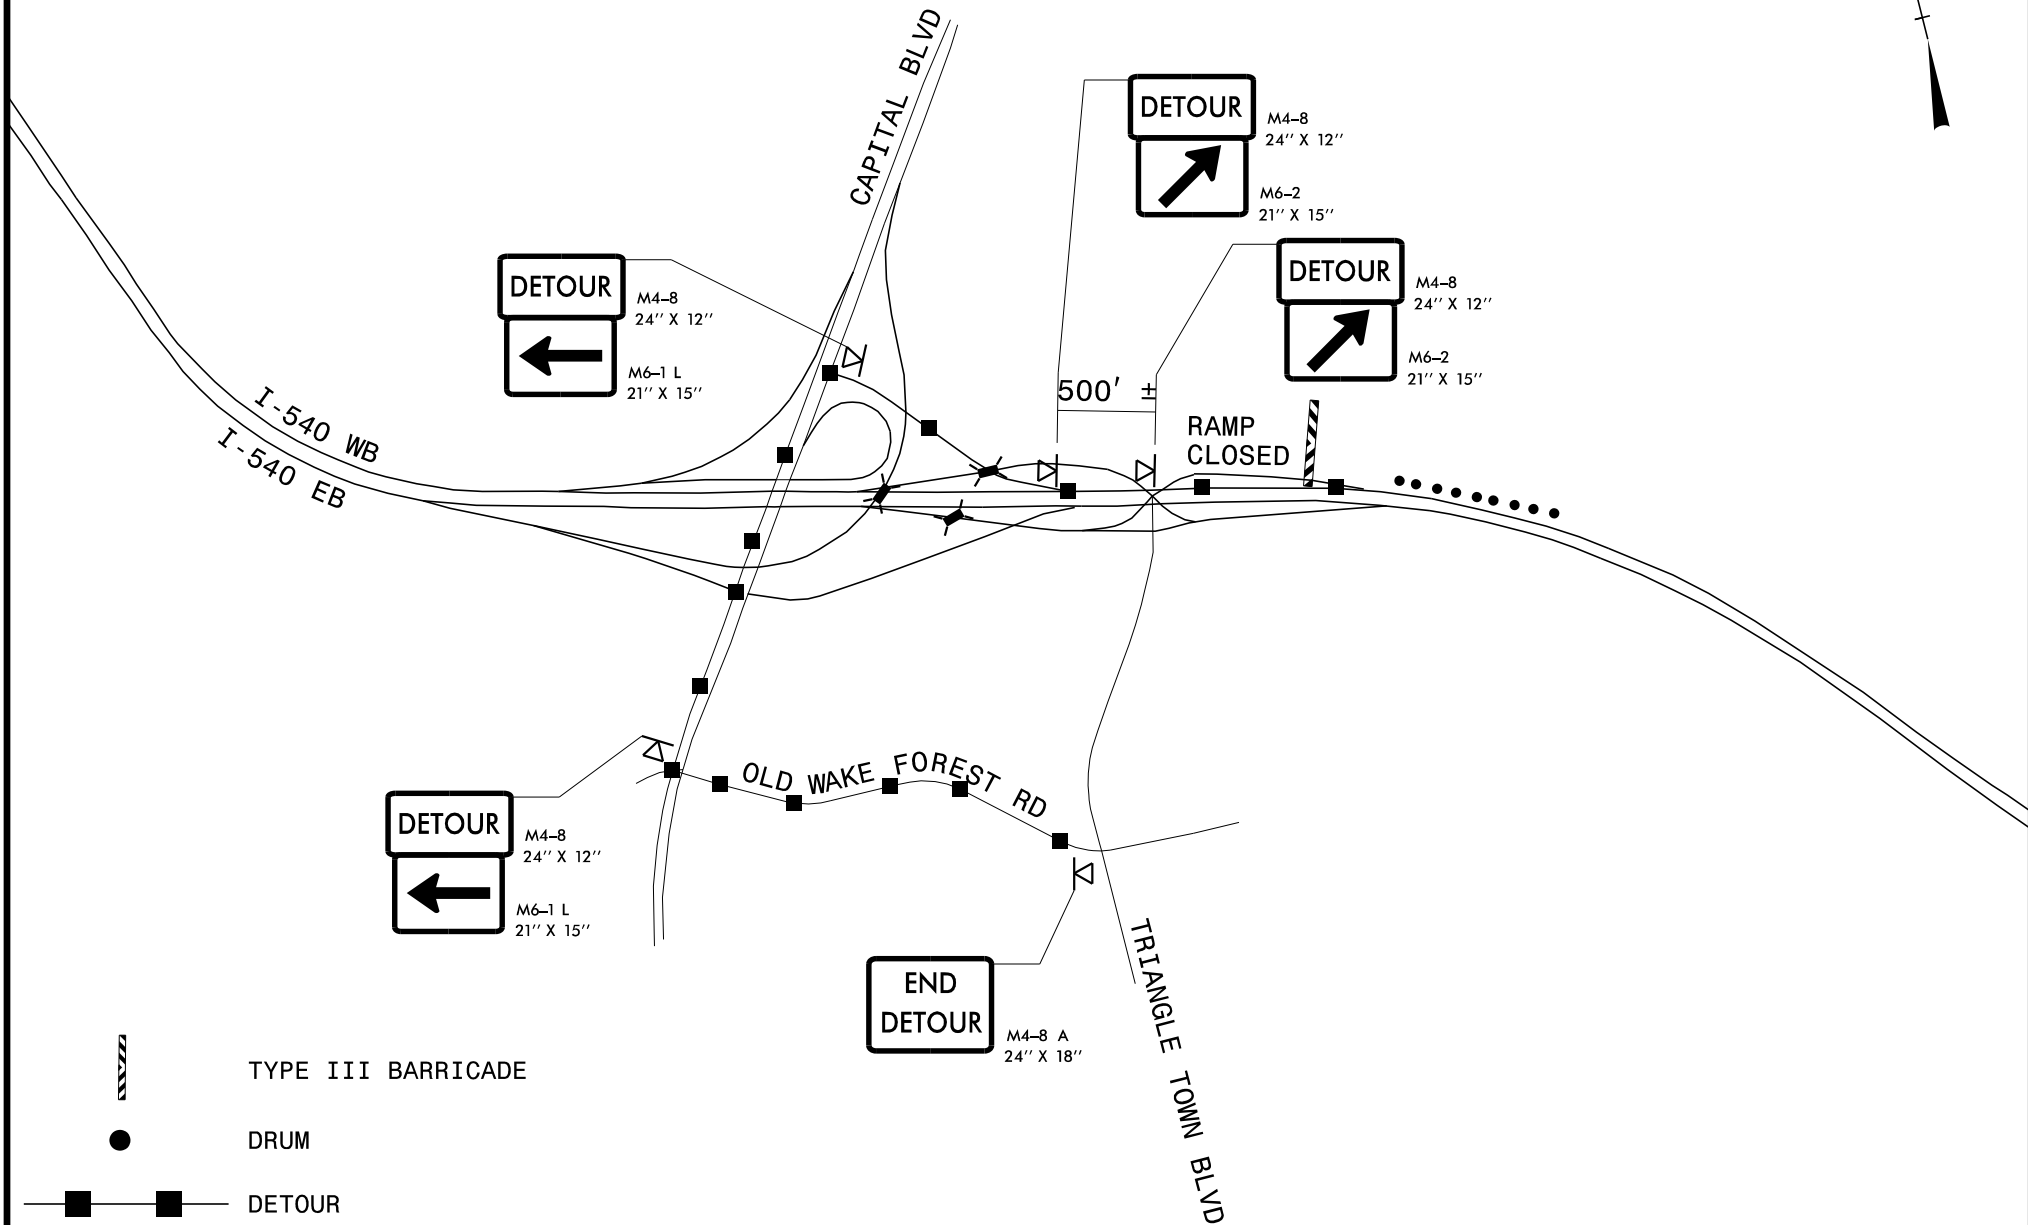 CAPITAL BLVD
DETOUR
M4–8
24'' X 12''
M6–2
21'' X 15''
DETOUR
M4–8
24'' X 12''
M6–2
21'' X 15''
DETOUR
M4–8
24'' X 12''
M6–1 L
21'' X 15''
500' ±
RAMP
CLOSED
I-540 WB
I-540 EB
OLD WAKE FOREST RD
DETOUR
M4–8
24'' X 12''
M6–1 L
21'' X 15''
END
DETOUR
M4–8 A
24'' X 18''
TRIANGLE TOWN BLVD
TYPE III BARRICADE
DRUM
DETOUR